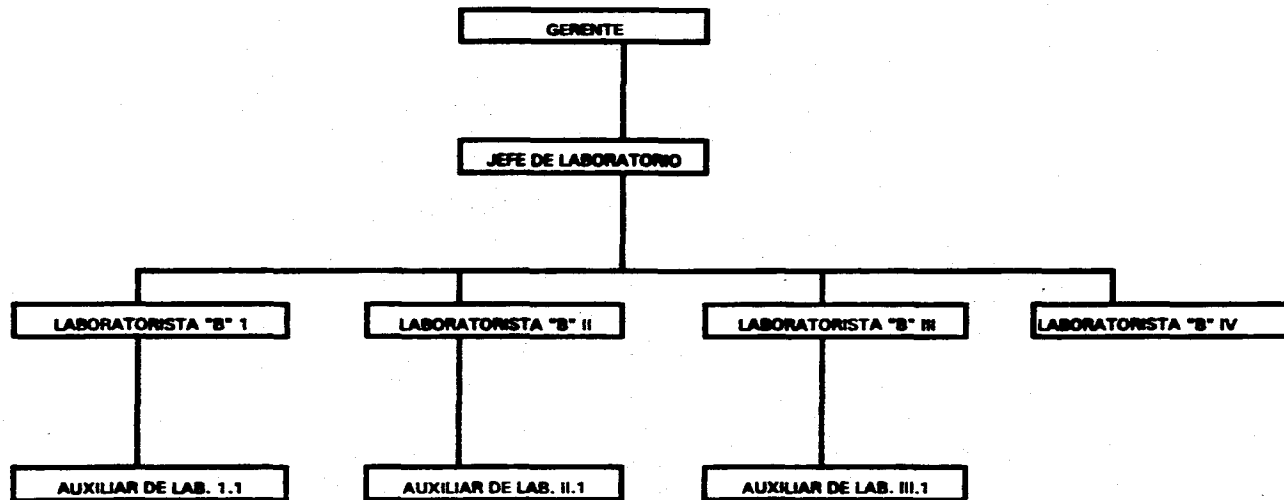 GERENTE
JEFE DE LABORATORIO
LABORATORISTA "B" 1
LABORATORISTA "B" II
LABORATORISTA "B" III
LABORATORISTA "B" IV
AUXILIAR DE LAB. 1.1
AUXILIAR DE LAB. II.1
AUXILIAR DE LAB. III.1